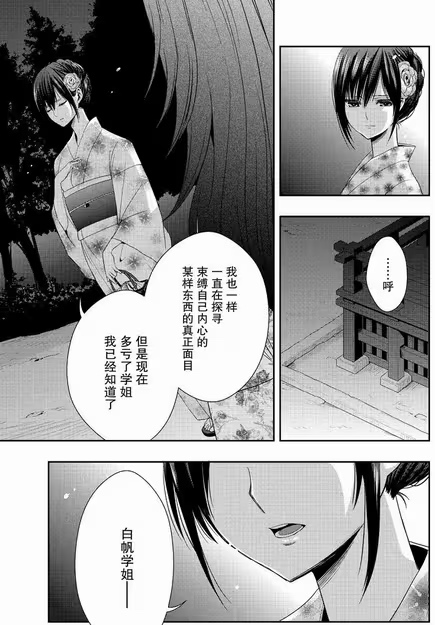 ……呼
我也一样
一直在探寻
束缚自己内心的
某样东西的真正面目
但是现在
多亏了学姐
我已经知道了
白帆学姐——